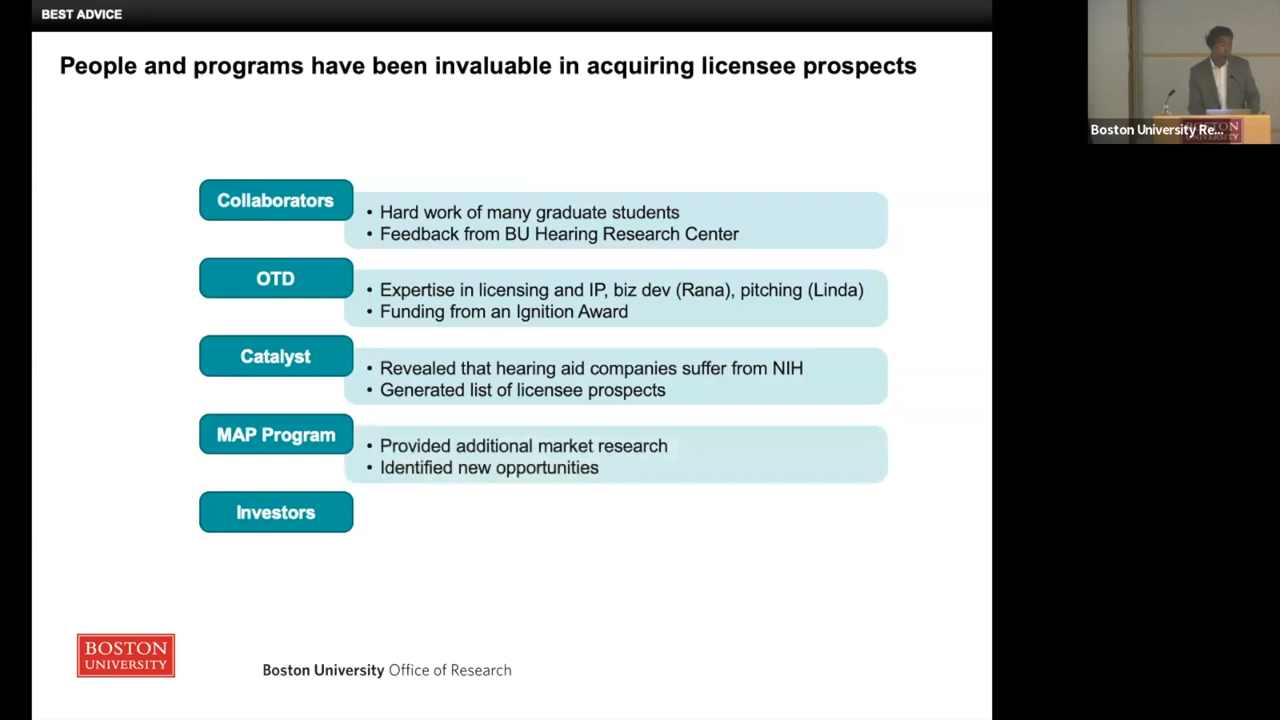 BEST ADVICE
People and programs have been invaluable in acquiring licensee prospects
Collaborators
• Hard work of many graduate students
• Feedback from BU Hearing Research Center
OTD
• Expertise in licensing and IP, biz dev (Rana), pitching (Linda)
• Funding from an Ignition Award
Catalyst
• Revealed that hearing aid companies suffer from NIH
• Generated list of licensee prospects
MAP Program
• Provided additional market research
• Identified new opportunities
Investors
BOSTON
UNIVERSITY
Boston University Office of Research
Boston University Re...
BOSTON
UNIVERSITY